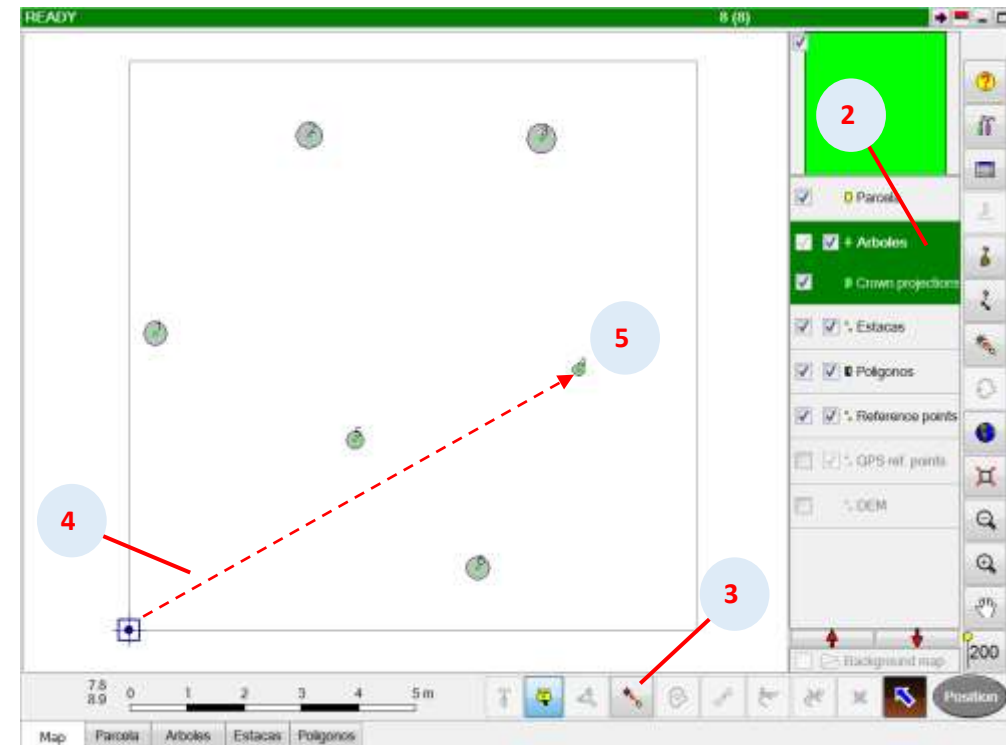 READY
8 (8)
2
Parcela
Arboles
Crown projections
Estacas
5
Poligonos
Reference points
GPS ref. points
4
DEM
3
Background map
200
7.8
8.9
0 1 2 3 4 5 m
Position
Map Parcela Arboles Estacas Poligonos